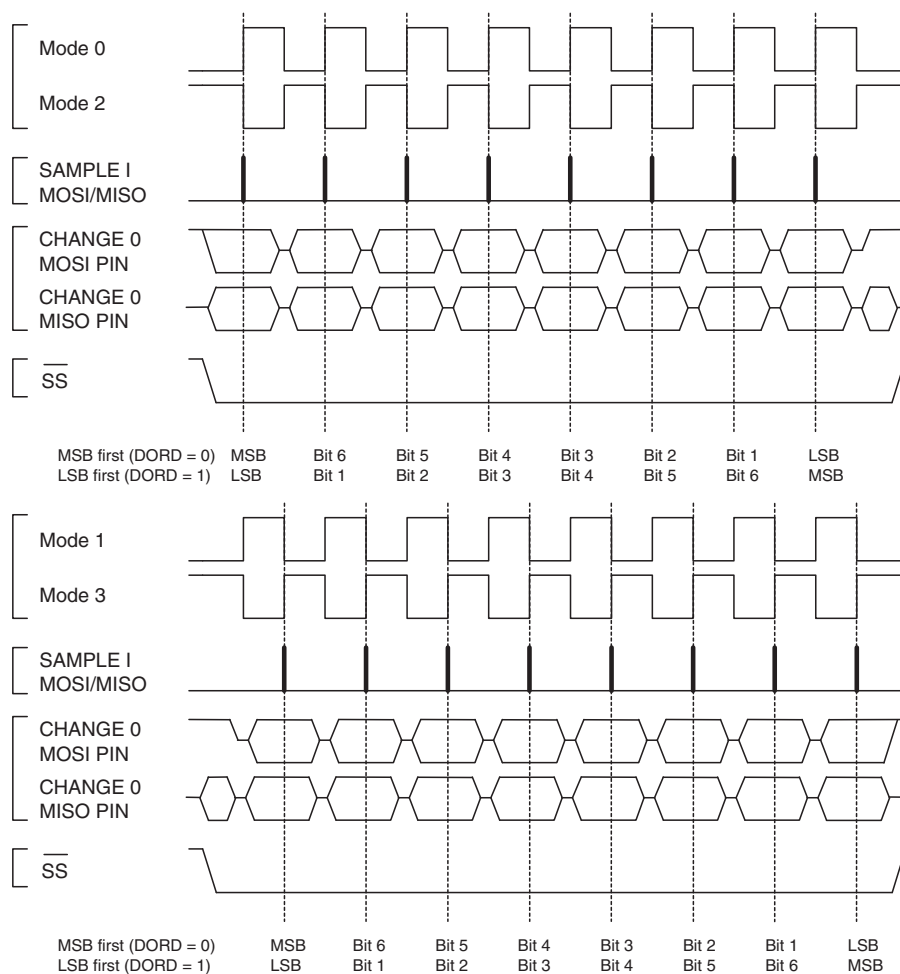 Mode 0
Mode 2
SAMPLE I
MOSI/MISO
CHANGE 0
MOSI PIN
CHANGE 0
MISO PIN
SS
MSB first (DORD = 0) MSB Bit 6 Bit 5 Bit 4 Bit 3 Bit 2 Bit 1 LSB
LSB first (DORD = 1) LSB Bit 1 Bit 2 Bit 3 Bit 4 Bit 5 Bit 6 MSB
Mode 1
Mode 3
SAMPLE I
MOSI/MISO
CHANGE 0
MOSI PIN
CHANGE 0
MISO PIN
SS
MSB first (DORD = 0) MSB Bit 6 Bit 5 Bit 4 Bit 3 Bit 2 Bit 1 LSB
LSB first (DORD = 1) LSB Bit 1 Bit 2 Bit 3 Bit 4 Bit 5 Bit 6 MSB